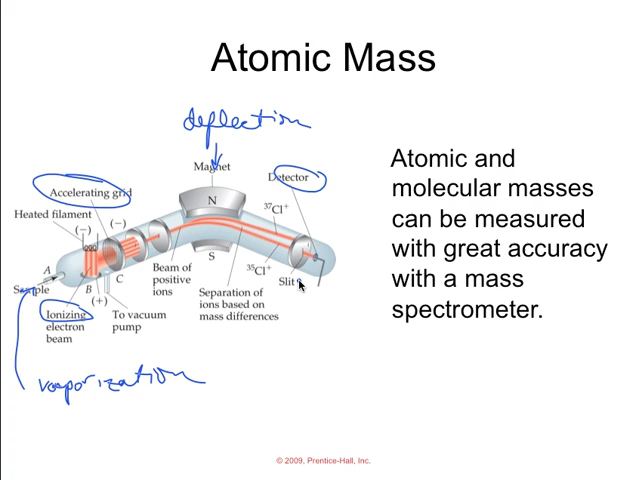 Atomic Mass
deflection
Magnet
Detector
Accelerating grid
N
³⁷Cl⁺
Heated filament
(−)
(−)
A
S
Sample
B
C
(+)
Beam of
positive
ions
³⁵Cl⁺
Slit
Separation of
ions based on
mass differences
Ionizing
electron
beam
To vacuum
pump
vaporization
Atomic and
molecular masses
can be measured
with great accuracy
with a mass
spectrometer.
© 2009, Prentice-Hall, Inc.